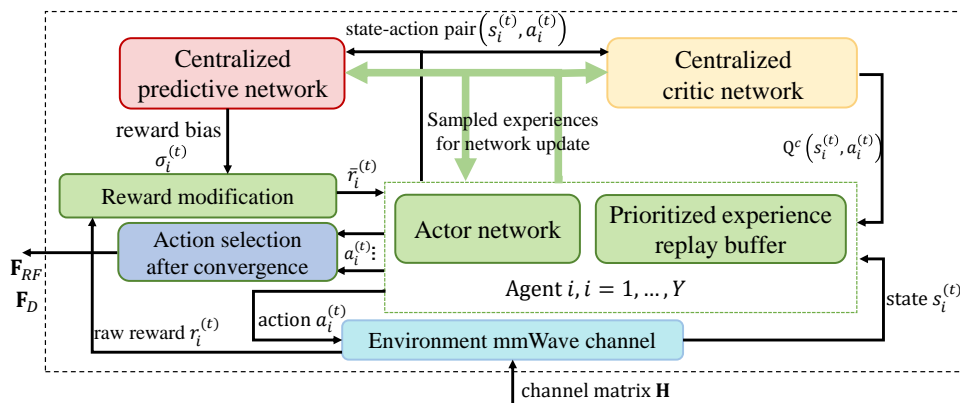 state-action pair (s_i^{(t)}, a_i^{(t)})
Centralized
predictive network
Centralized
critic network
Sampled experiences
for network update
reward bias
σ_i^{(t)}
Q^c (s_i^{(t)}, a_i^{(t)})
Reward modification
r̄_i^{(t)}
Actor network
Prioritized experience
replay buffer
Action selection
after convergence
a_i^{(t)} ⋮
F_{RF}
F_D
Agent i, i = 1, … , Y
state s_i^{(t)}
action a_i^{(t)}
raw reward r_i^{(t)}
Environment mmWave channel
channel matrix H